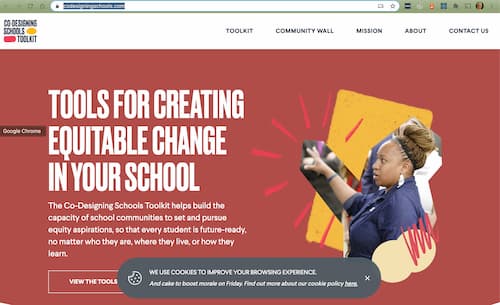 codesigningschools.com
CO-DESIGNING
SCHOOLS
TOOLKIT
TOOLKIT
COMMUNITY WALL
MISSION
ABOUT
CONTACT US
TOOLS FOR CREATING
Google Chrome
EQUITABLE CHANGE
IN YOUR SCHOOL
The Co-Designing Schools Toolkit helps build the
capacity of school communities to set and pursue
equity aspirations, so that every student is future-ready,
no matter who they are, where they live, or how they
learn.
VIEW THE TOOLS
WE USE COOKIES TO IMPROVE YOUR BROWSING EXPERIENCE.
And cake to boost morale on Friday. Find out more about our cookie policy here.